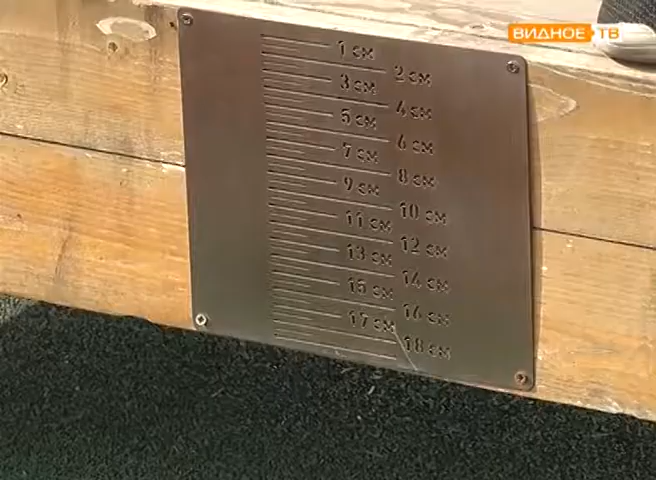 ВИДНОЕ ТВ
1 см
2 см
3 см
4 см
5 см
6 см
7 см
8 см
9 см
10 см
11 см
12 см
13 см
14 см
15 см
16 см
17 см
18 см